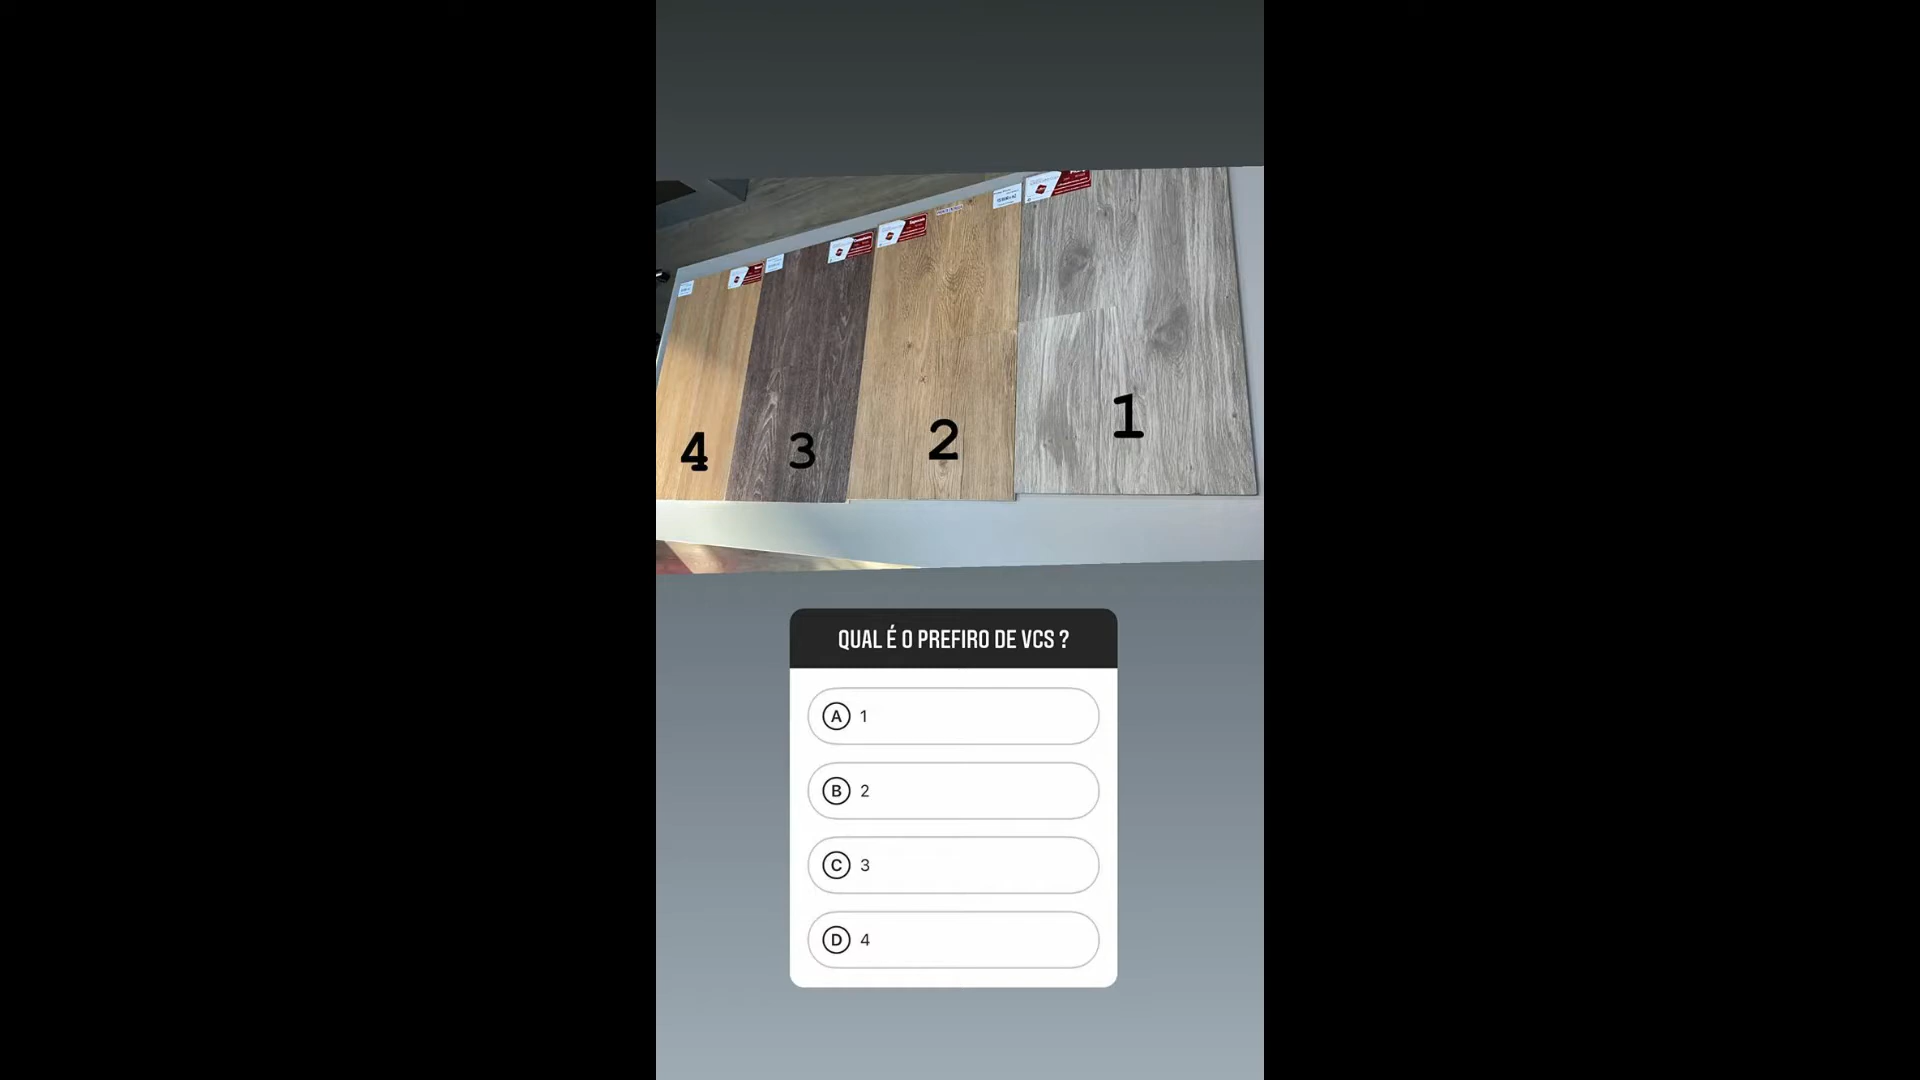 4
3
2
1
QUAL É O PREFIRO DE VCS ?
A 1
B 2
C 3
D 4